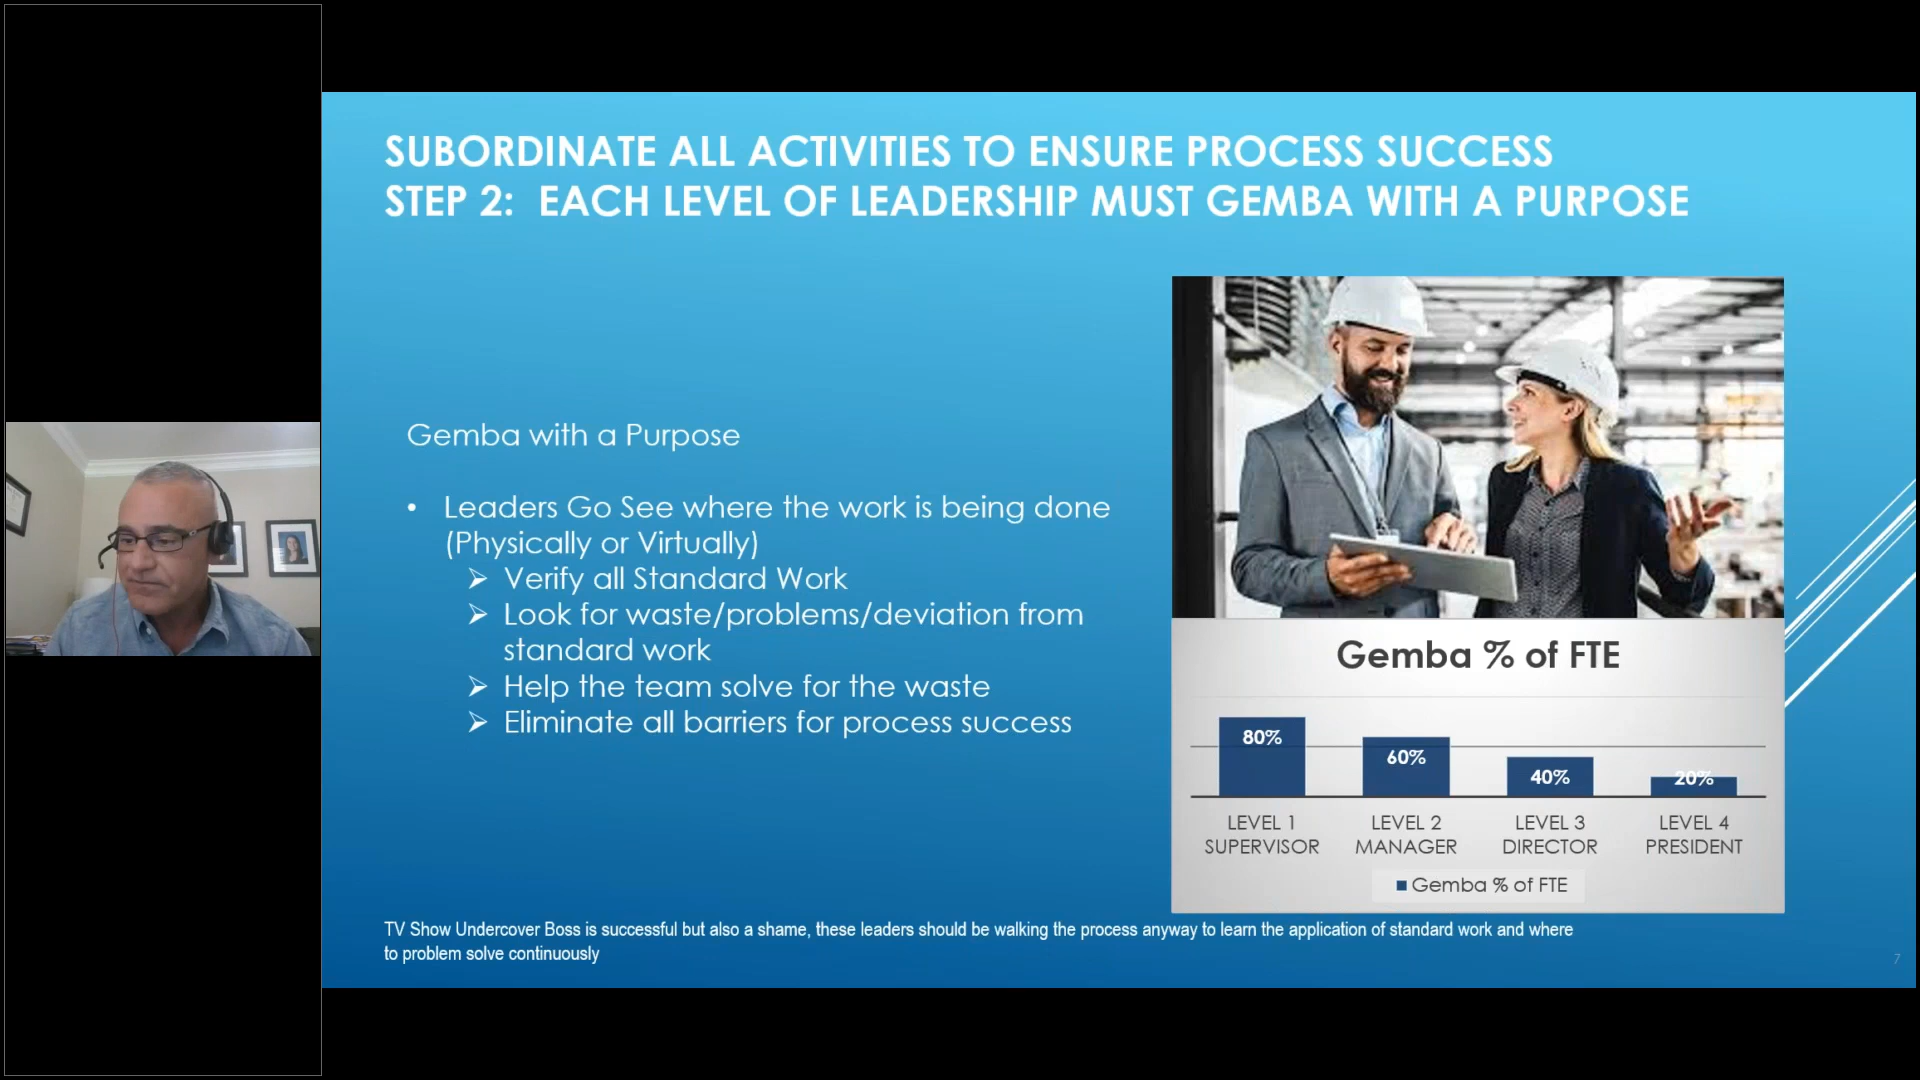 SUBORDINATE ALL ACTIVITIES TO ENSURE PROCESS SUCCESS
STEP 2: EACH LEVEL OF LEADERSHIP MUST GEMBA WITH A PURPOSE
Gemba with a Purpose
• Leaders Go See where the work is being done
(Physically or Virtually)
➢ Verify all Standard Work
➢ Look for waste/problems/deviation from
standard work
➢ Help the team solve for the waste
➢ Eliminate all barriers for process success
Gemba % of FTE
80%
60%
40%
20%
LEVEL 1
SUPERVISOR
LEVEL 2
MANAGER
LEVEL 3
DIRECTOR
LEVEL 4
PRESIDENT
Gemba % of FTE
TV Show Undercover Boss is successful but also a shame, these leaders should be walking the process anyway to learn the application of standard work and where
to problem solve continuously
7